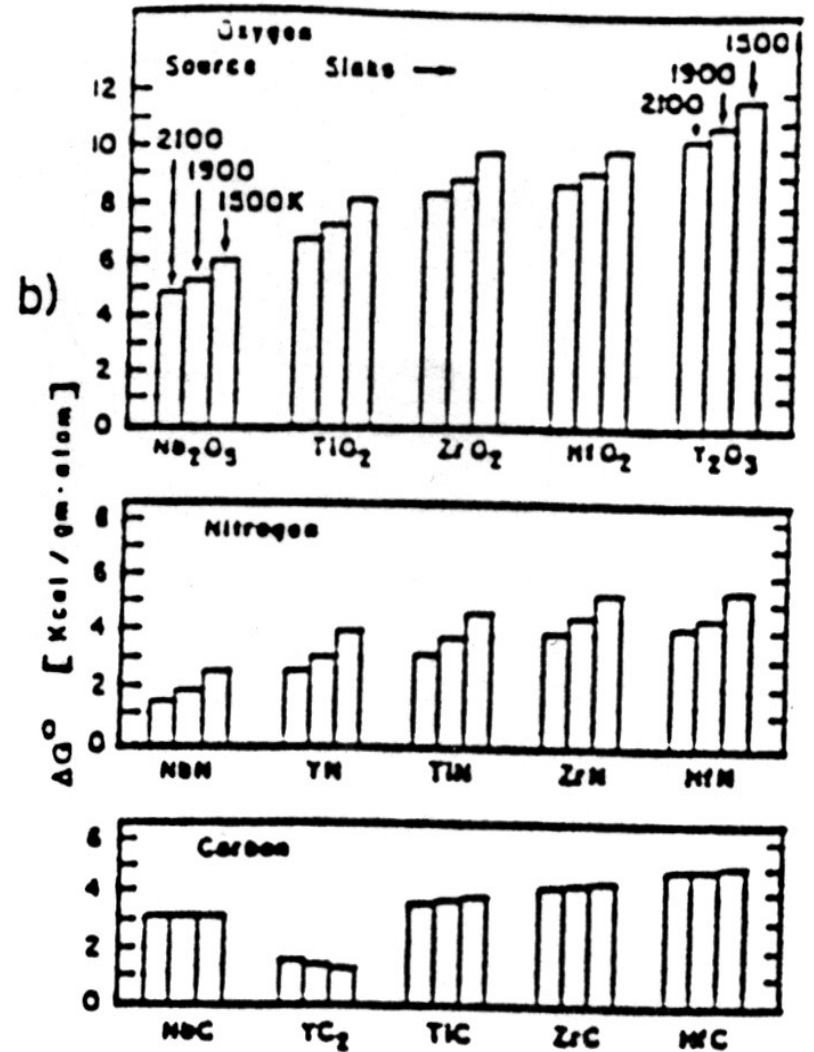 Oxygen
Source Sinks →
12 10 8 6 4 2 0
2100 1900 1500K
2100 1900 1500
b)
Nb₂O₅ TiO₂ ZrO₂ HfO₂ Y₂O₃
ΔG° [Kcal/gm·atom]
Nitrogen
8 6 4 2 0
NbN YN TiN ZrN HfN
Carbon
6 4 2 0
NbC YC₂ TiC ZrC HfC